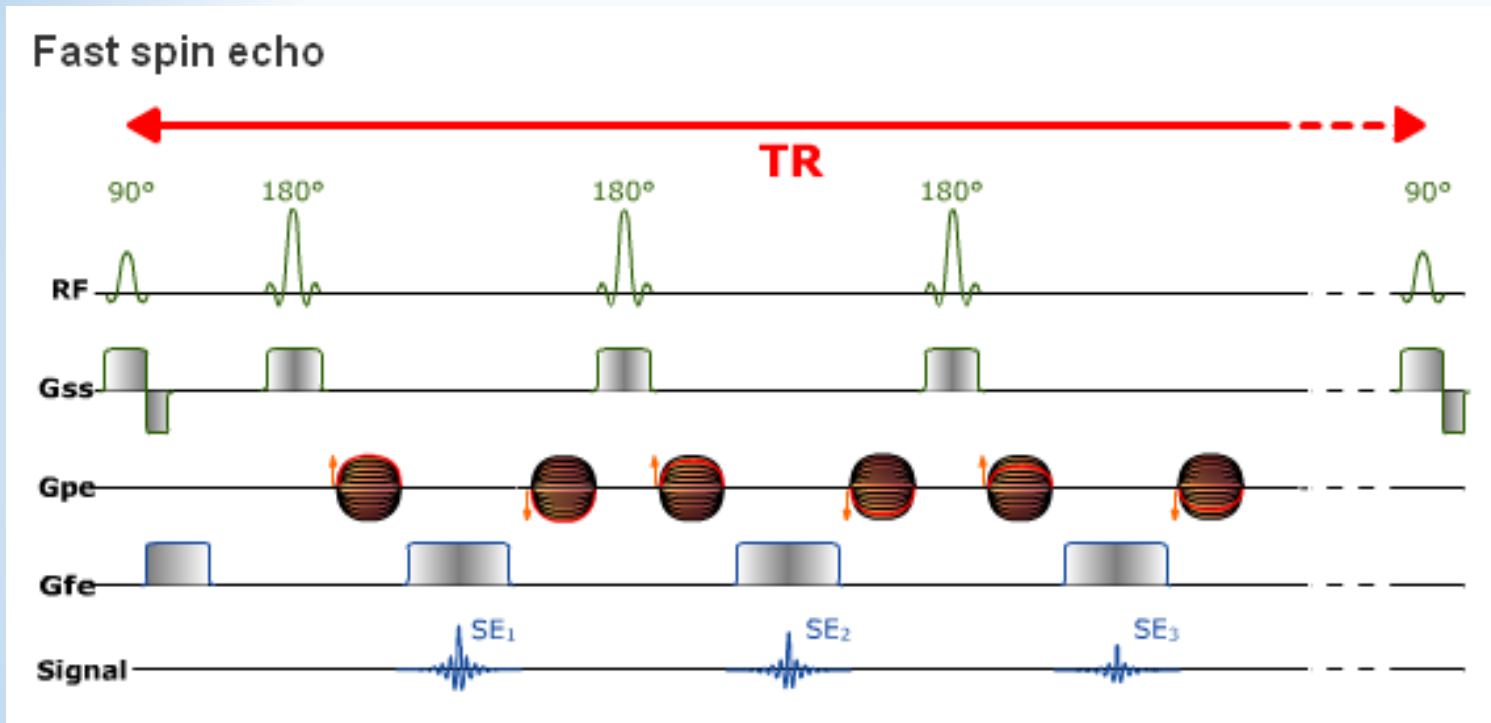 Fast spin echo
TR
90° 180° 180° 180° 90°
RF
Gss
Gpe
Gfe
SE₁ SE₂ SE₃
Signal